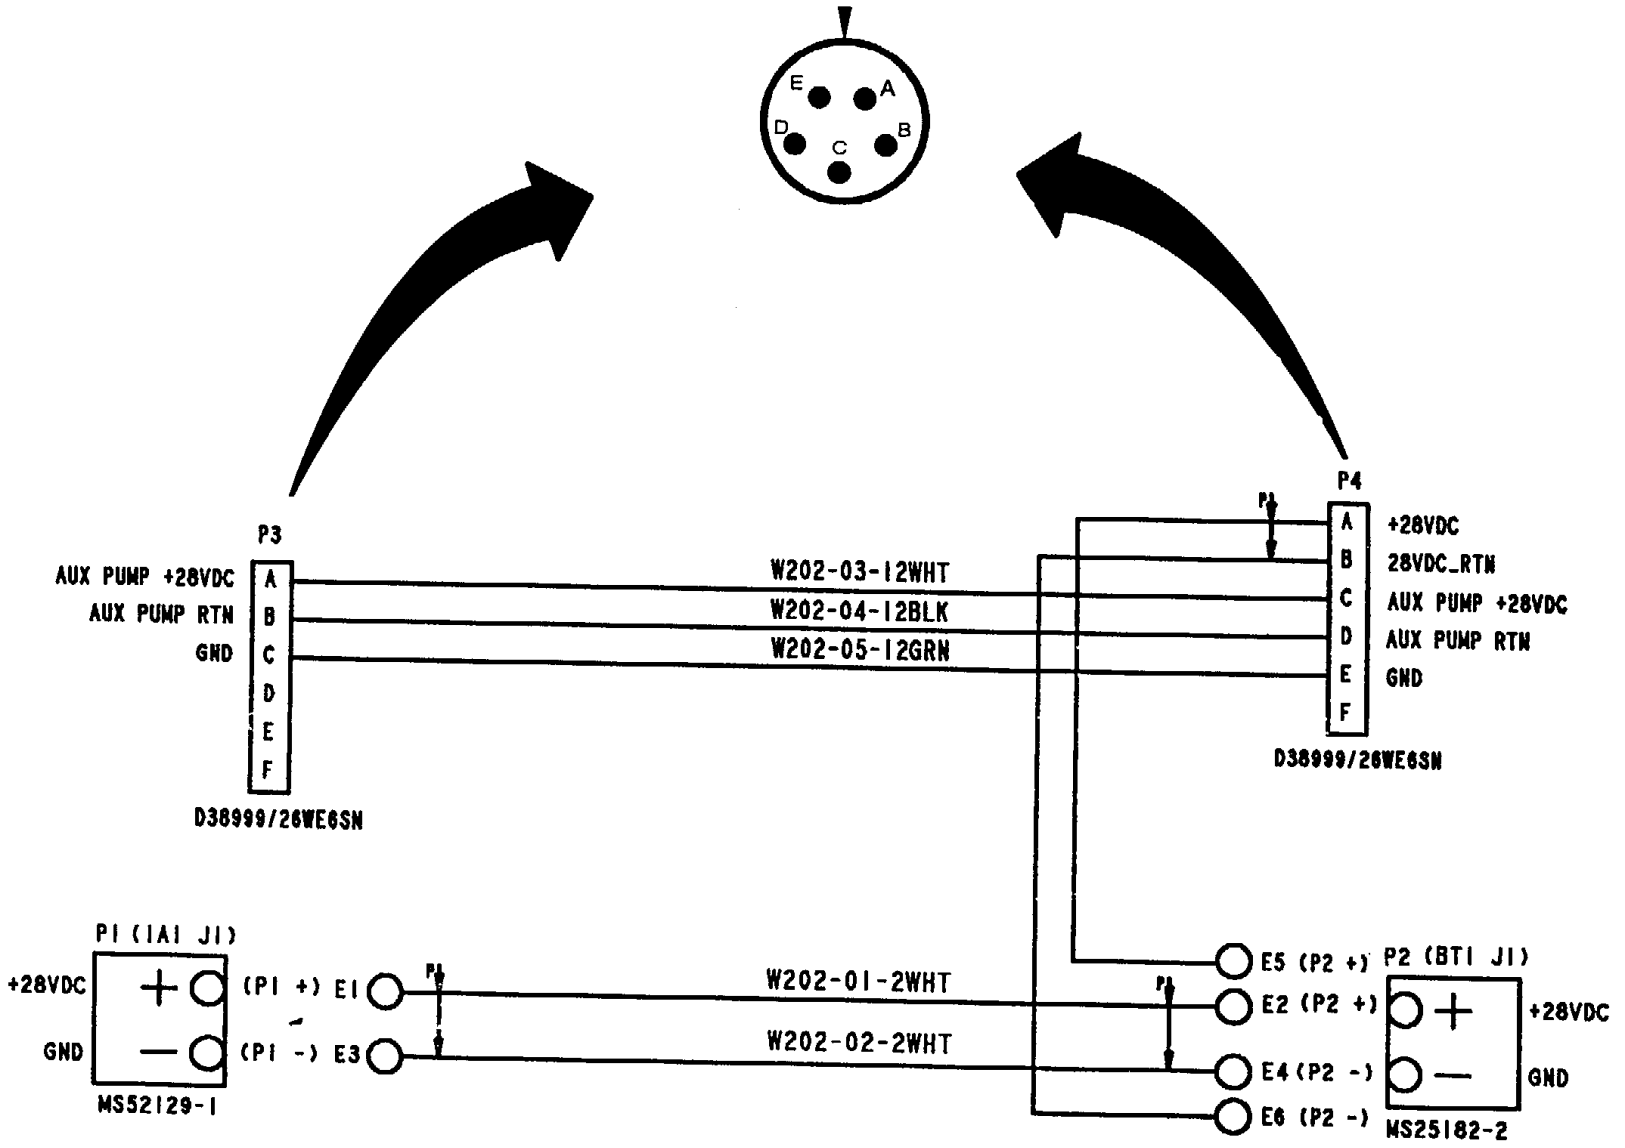 E
A
D
B
C
P4
P1
A +28VDC
P3
B 28VDC_RTN
AUX PUMP +28VDC A
W202-03-12WHT
C AUX PUMP +28VDC
AUX PUMP RTN B
W202-04-12BLK
D AUX PUMP RTN
GND C
W202-05-12GRN
E GND
D
F
E
D38999/26WE6SN
F
D38999/26WE6SN
P1 (1A1 J1)
E5 (P2 +)
P2 (BT1 J1)
+28VDC + (P1 +) E1
P1
W202-01-2WHT
P1
E2 (P2 +) + +28VDC
GND — (P1 -) E3
W202-02-2WHT
E4 (P2 -) — GND
MS52129-1
E6 (P2 -)
MS25182-2